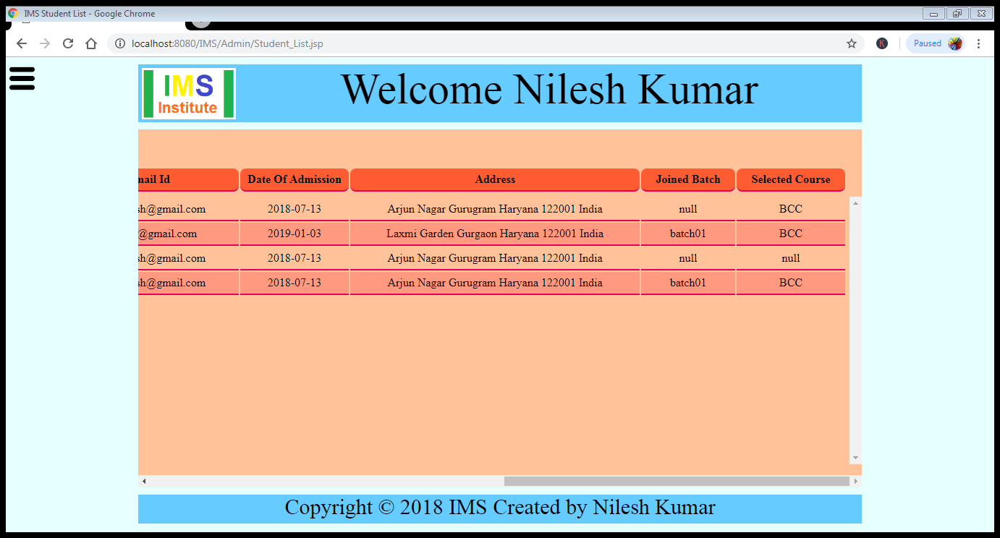 IMS Student List - Google Chrome
localhost:8080/IMS/Admin/Student_List.jsp
K
Paused
IMS
Institute
Welcome Nilesh Kumar
mail Id Date Of Admission Address Joined Batch Selected Course
sh@gmail.com 2018-07-13 Arjun Nagar Gurugram Haryana 122001 India null BCC
@gmail.com 2019-01-03 Laxmi Garden Gurgaon Haryana 122001 India batch01 BCC
sh@gmail.com 2018-07-13 Arjun Nagar Gurugram Haryana 122001 India null null
sh@gmail.com 2018-07-13 Arjun Nagar Gurugram Haryana 122001 India batch01 BCC
Copyright © 2018 IMS Created by Nilesh Kumar